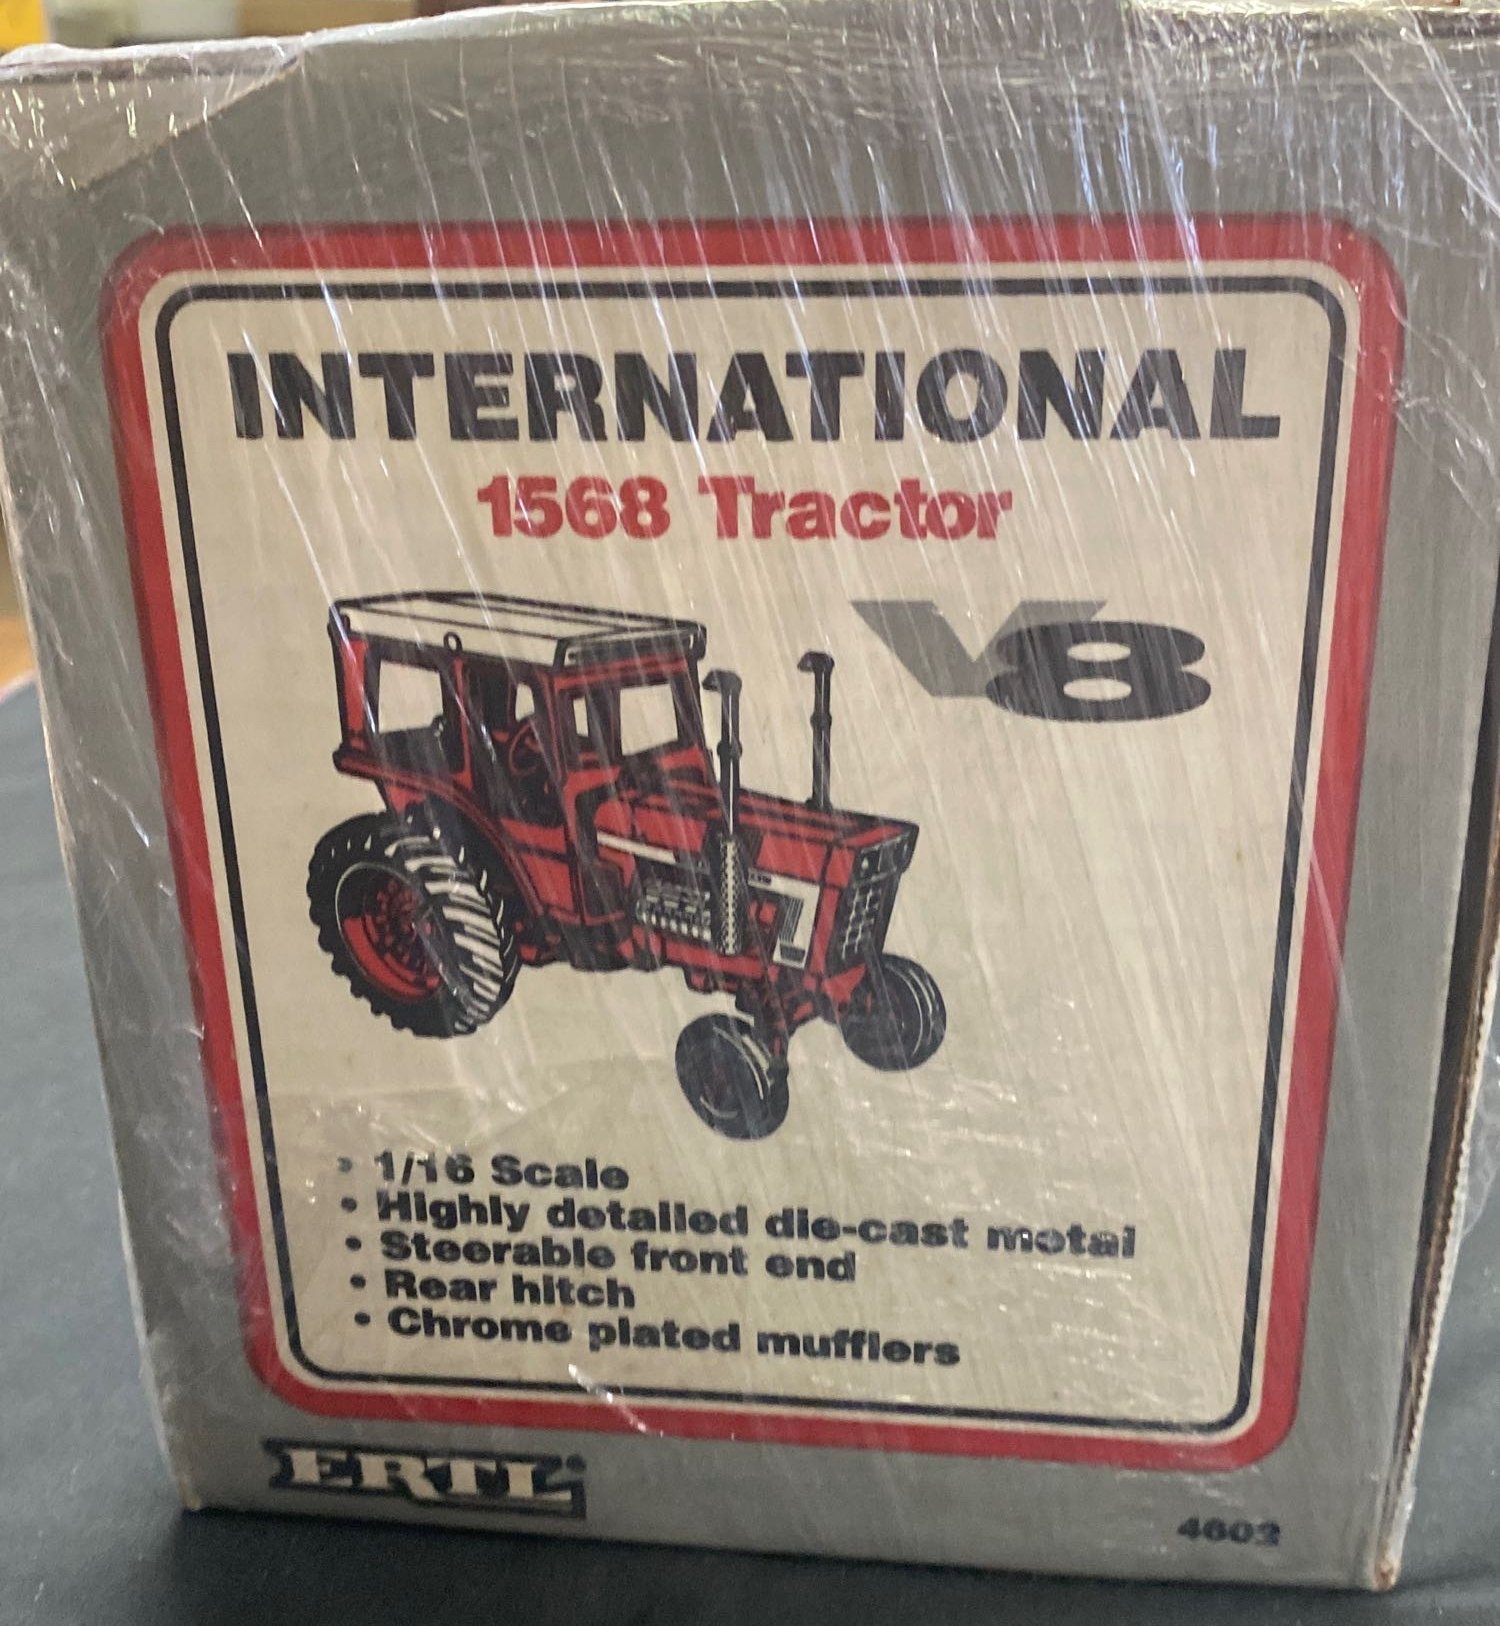 INTERNATIONAL
1568 Tractor
V8
• 1/16 Scale
• Highly detailed die-cast metal
• Steerable front end
• Rear hitch
• Chrome plated mufflers
ERTL®
4603